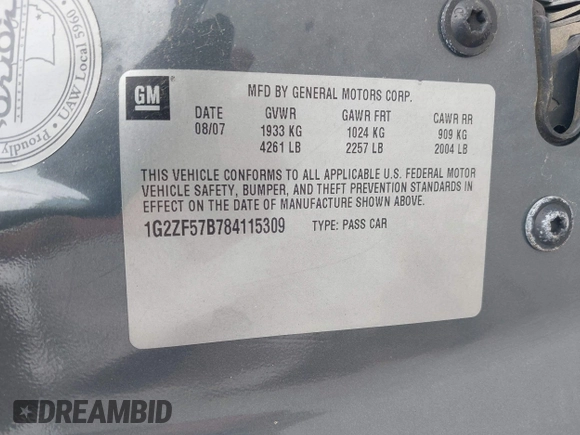 Proudly
UAW Local 5960
GM
MFD BY GENERAL MOTORS CORP.
DATE GVWR GAWR FRT GAWR RR
08/07 1933 KG 1024 KG 909 KG
4261 LB 2257 LB 2004 LB
THIS VEHICLE CONFORMS TO ALL APPLICABLE U.S. FEDERAL MOTOR
VEHICLE SAFETY, BUMPER, AND THEFT PREVENTION STANDARDS IN
EFFECT ON THE DATE OF MANUFACTURE SHOWN ABOVE.
1G2ZF57B784115309 TYPE: PASS CAR
DREAMBID